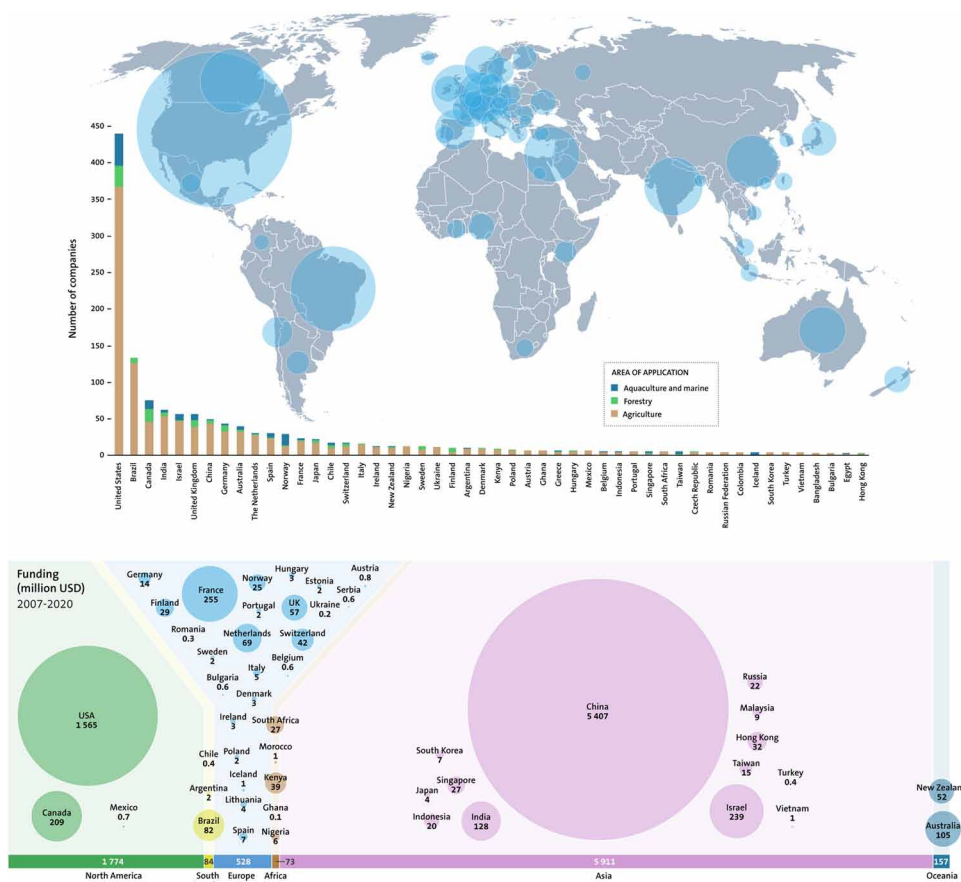 450
400
350
300
250
200
150
100
50
0
Number of companies
AREA OF APPLICATION
Aquaculture and marine
Forestry
Agriculture
United States
Brazil
Canada
India
Israel
United Kingdom
China
Germany
Australia
The Netherlands
Spain
Norway
France
Japan
Chile
Switzerland
Italy
Ireland
New Zealand
Nigeria
Sweden
Ukraine
Finland
Argentina
Denmark
Kenya
Poland
Austria
Ghana
Greece
Hungary
Mexico
Belgium
Indonesia
Portugal
Singapore
South Africa
Taiwan
Czech Republic
Romania
Russian Federation
Colombia
Iceland
South Korea
Turkey
Vietnam
Bangladesh
Bulgaria
Egypt
Hong Kong
Funding
(million USD)
2007-2020
USA
1 565
Canada
209
Mexico
0.7
Germany
14
Finland
29
France
255
Norway
25
Hungary
3
Estonia
2
Austria
0.8
Serbia
0.6
Portugal
2
UK
57
Ukraine
0.2
Romania
0.3
Netherlands
69
Switzerland
42
Sweden
2
Italy
5
Belgium
0.6
Bulgaria
0.6
Denmark
3
Ireland
3
South Africa
27
Chile
0.4
Poland
2
Morocco
1
Iceland
1
Kenya
39
Argentina
2
Lithuania
4
Ghana
0.1
Brazil
82
Spain
7
Nigeria
6
China
5 407
South Korea
7
Singapore
27
Japan
4
Indonesia
20
India
128
Russia
22
Malaysia
9
Hong Kong
32
Taiwan
15
Turkey
0.4
Israel
239
Vietnam
1
New Zealan
52
Australia
105
1 774
84
528
73
5 911
157
North America
South
Europe
Africa
Asia
Oceania